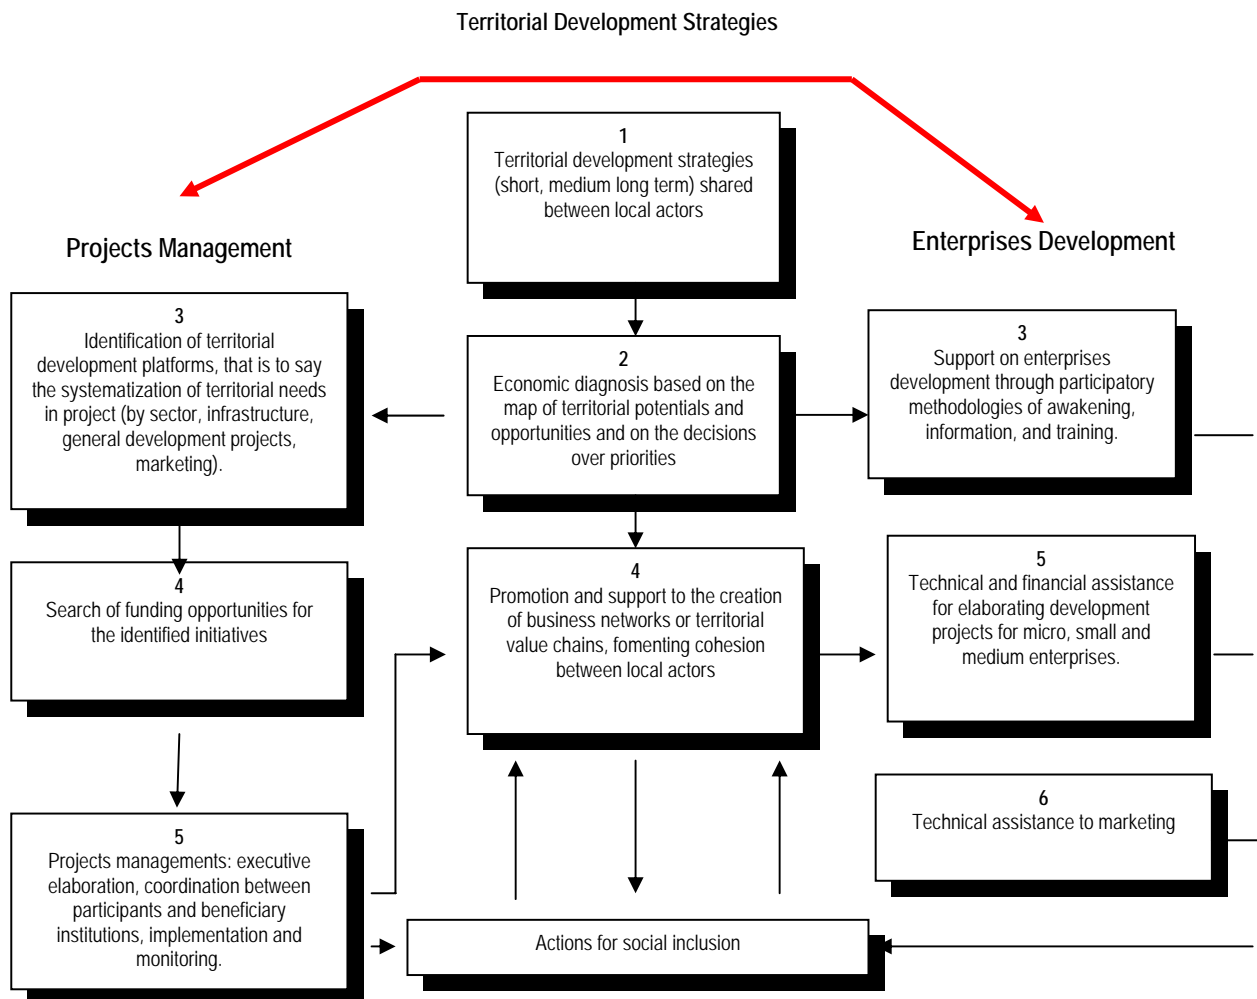 Territorial Development Strategies
1
Territorial development strategies
(short, medium long term) shared
between local actors
Projects Management
Enterprises Development
3
Identification of territorial
development platforms, that is to say
the systematization of territorial needs
in project (by sector, infrastructure,
general development projects,
marketing).
2
Economic diagnosis based on the
map of territorial potentials and
opportunities and on the decisions
over priorities
3
Support on enterprises
development through participatory
methodologies of awakening,
information, and training.
4
Search of funding opportunities for
the identified initiatives
4
Promotion and support to the creation
of business networks or territorial
value chains, fomenting cohesion
between local actors
5
Technical and financial assistance
for elaborating development
projects for micro, small and
medium enterprises.
6
Technical assistance to marketing
5
Projects managements: executive
elaboration, coordination between
participants and beneficiary
institutions, implementation and
monitoring.
Actions for social inclusion